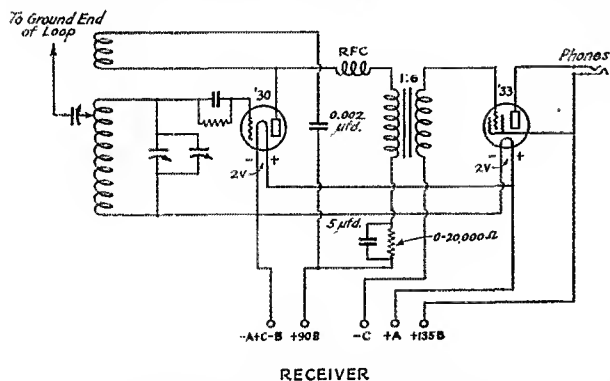 To Ground End
of Loop
RFC
1:6
Phones
'30
'33
0.002
μfd.
- +
2V
- +
2V
.5 μfd.
0-20,000 Ω
-A+C-B
+90B
-C
+A
+135B
RECEIVER